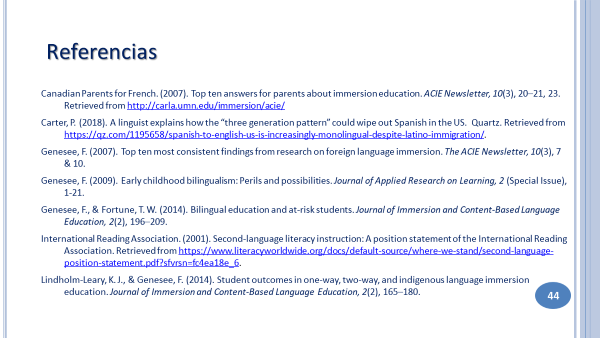 Referencias
Canadian Parents for French. (2007). Top ten answers for parents about immersion education. ACIE Newsletter, 10(3), 20–21, 23.
Retrieved from http://carla.umn.edu/immersion/acie/
Carter, P. (2018). A linguist explains how the “three generation pattern” could wipe out Spanish in the US. Quartz. Retrieved from
https://qz.com/1195658/spanish-to-english-us-is-increasingly-monolingual-despite-latino-immigration/.
Genesee, F. (2007). Top ten most consistent findings from research on foreign language immersion. The ACIE Newsletter, 10(3), 7
& 10.
Genesee, F. (2009). Early childhood bilingualism: Perils and possibilities. Journal of Applied Research on Learning, 2 (Special Issue),
1-21.
Genesee, F., & Fortune, T. W. (2014). Bilingual education and at-risk students. Journal of Immersion and Content-Based Language
Education, 2(2), 196–209.
International Reading Association. (2001). Second-language literacy instruction: A position statement of the International Reading
Association. Retrieved from https://www.literacyworldwide.org/docs/default-source/where-we-stand/second-language-
position-statement.pdf?sfvrsn=fc4ea18e_6.
Lindholm-Leary, K. J., & Genesee, F. (2014). Student outcomes in one-way, two-way, and indigenous language immersion
education. Journal of Immersion and Content-Based Language Education, 2(2), 165–180.
44